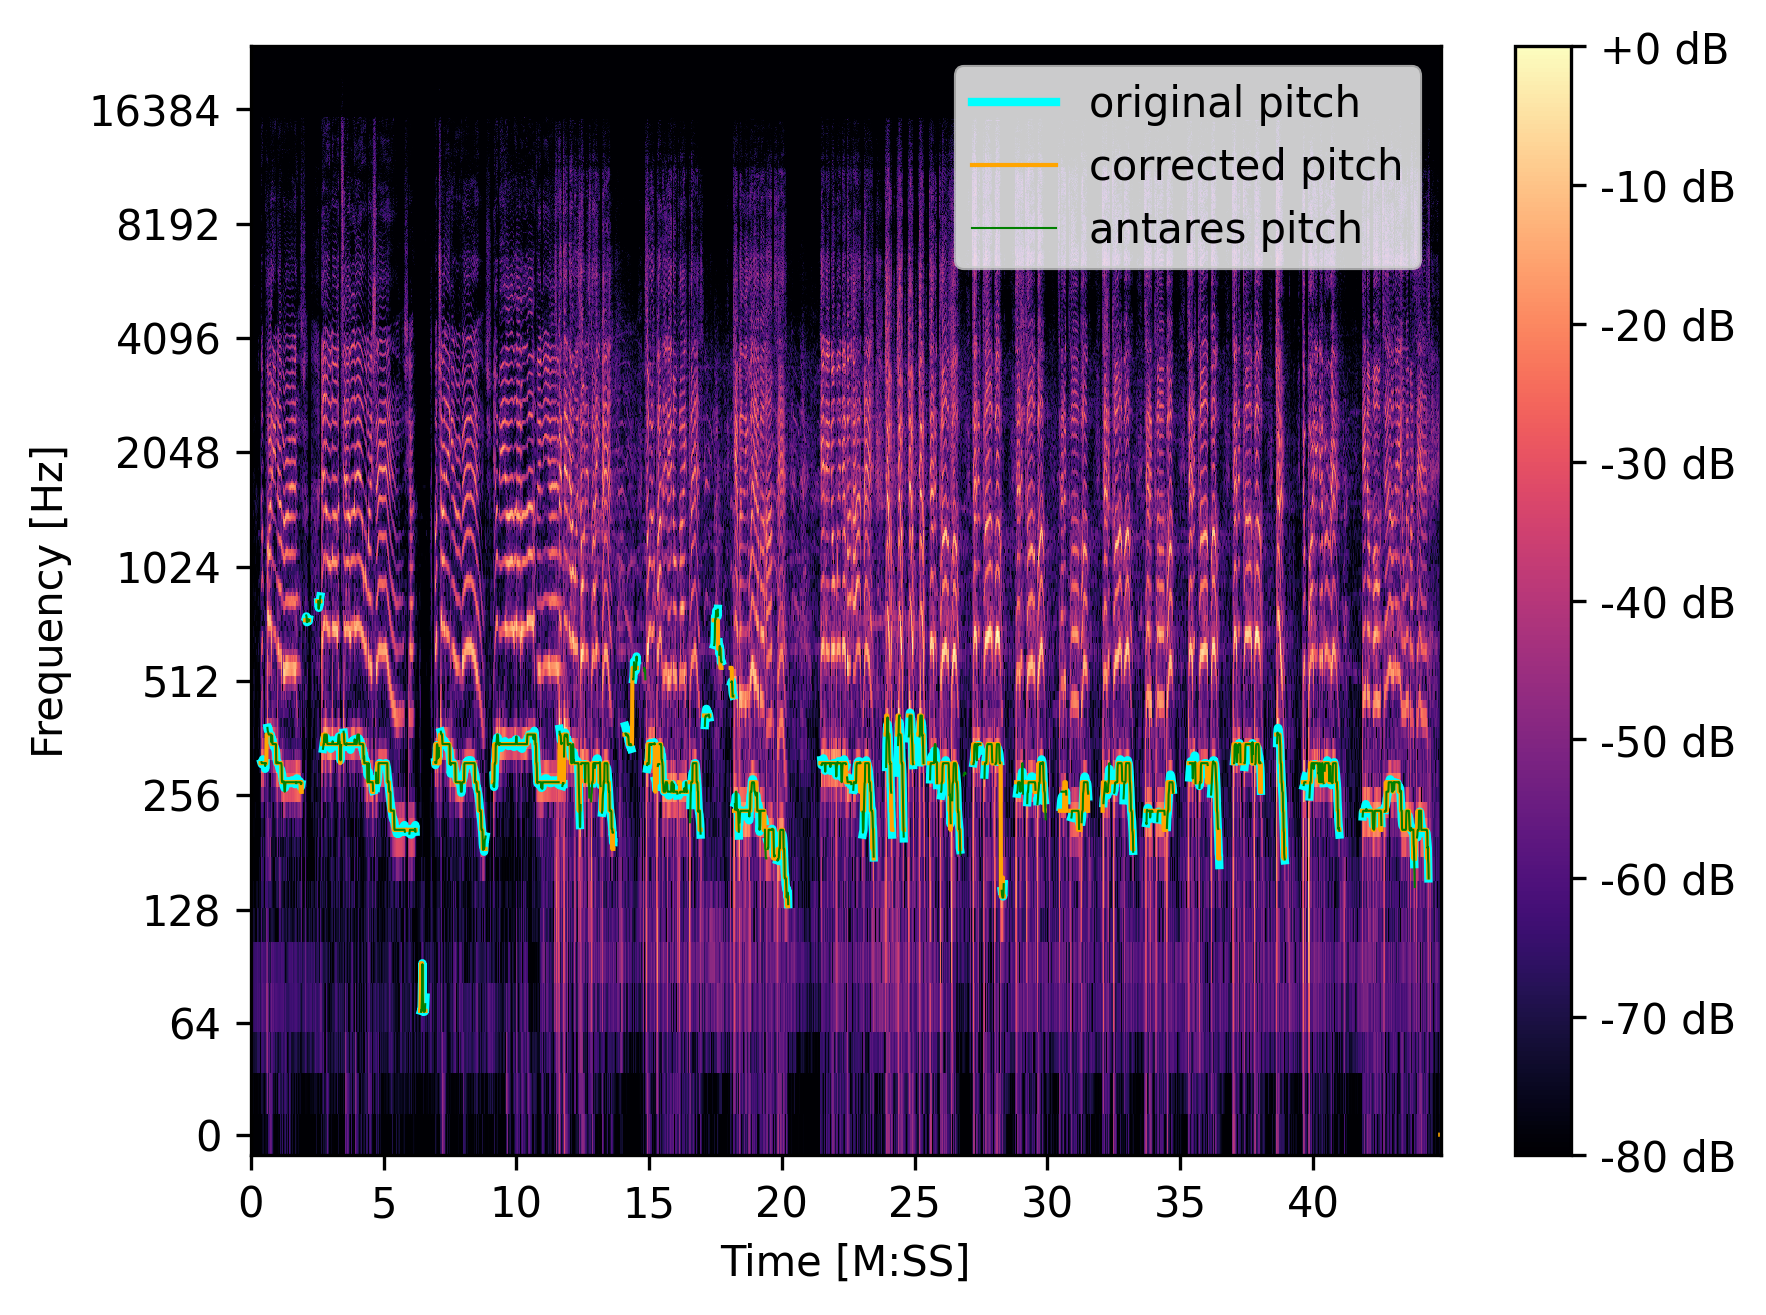 original pitch
corrected pitch
antares pitch
Frequency [Hz]
16384
8192
4096
2048
1024
512
256
128
64
0
0
5
10
15
20
25
30
35
40
Time [M:SS]
+0 dB
-10 dB
-20 dB
-30 dB
-40 dB
-50 dB
-60 dB
-70 dB
-80 dB